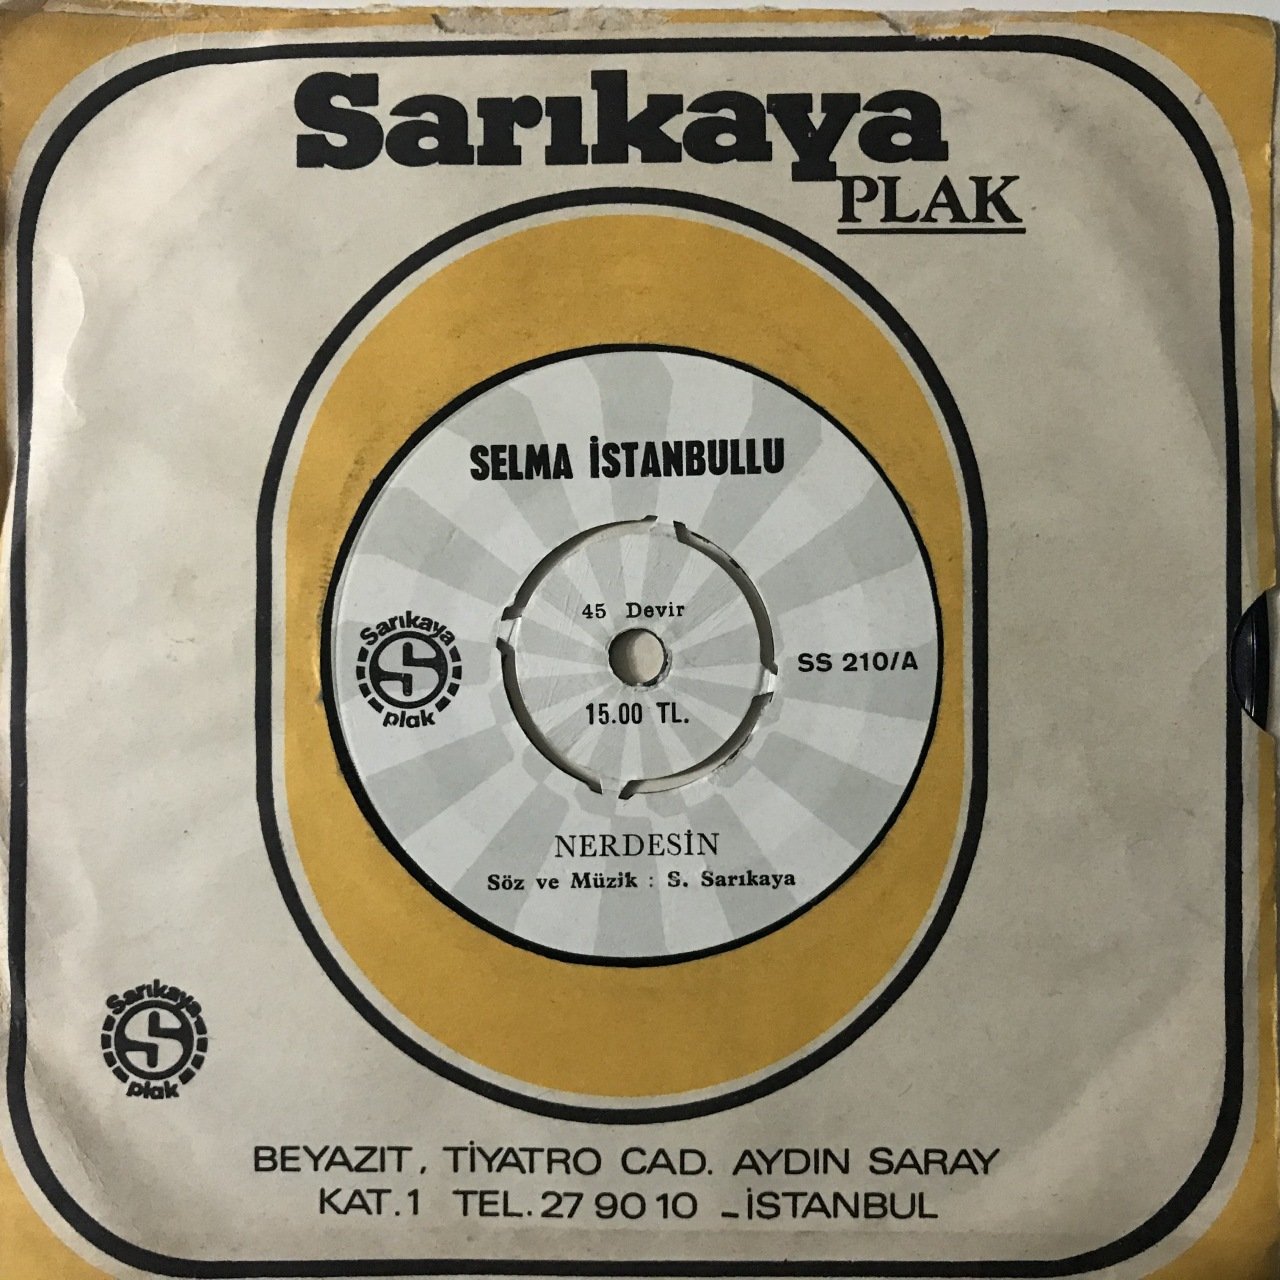 Sarıkaya
PLAK
SELMA İSTANBULLU
45 Devir
Sarıkaya
S
plak
SS 210/A
15.00 TL.
NERDESİN
Söz ve Müzik : S. Sarıkaya
Sarıkaya
S
plak
BEYAZIT, TİYATRO CAD. AYDIN SARAY
KAT.1 TEL. 27 90 10 - İSTANBUL